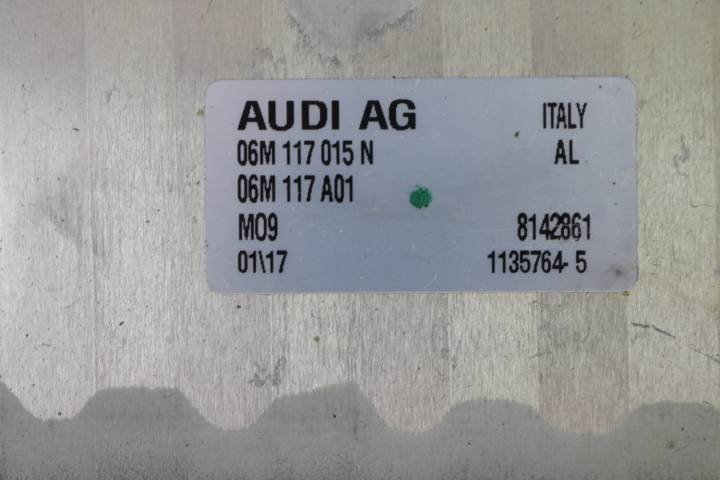 AUDI AG ITALY
06M 117 015 N AL
06M 117 A01
M09 8142861
01\17 1135764-5